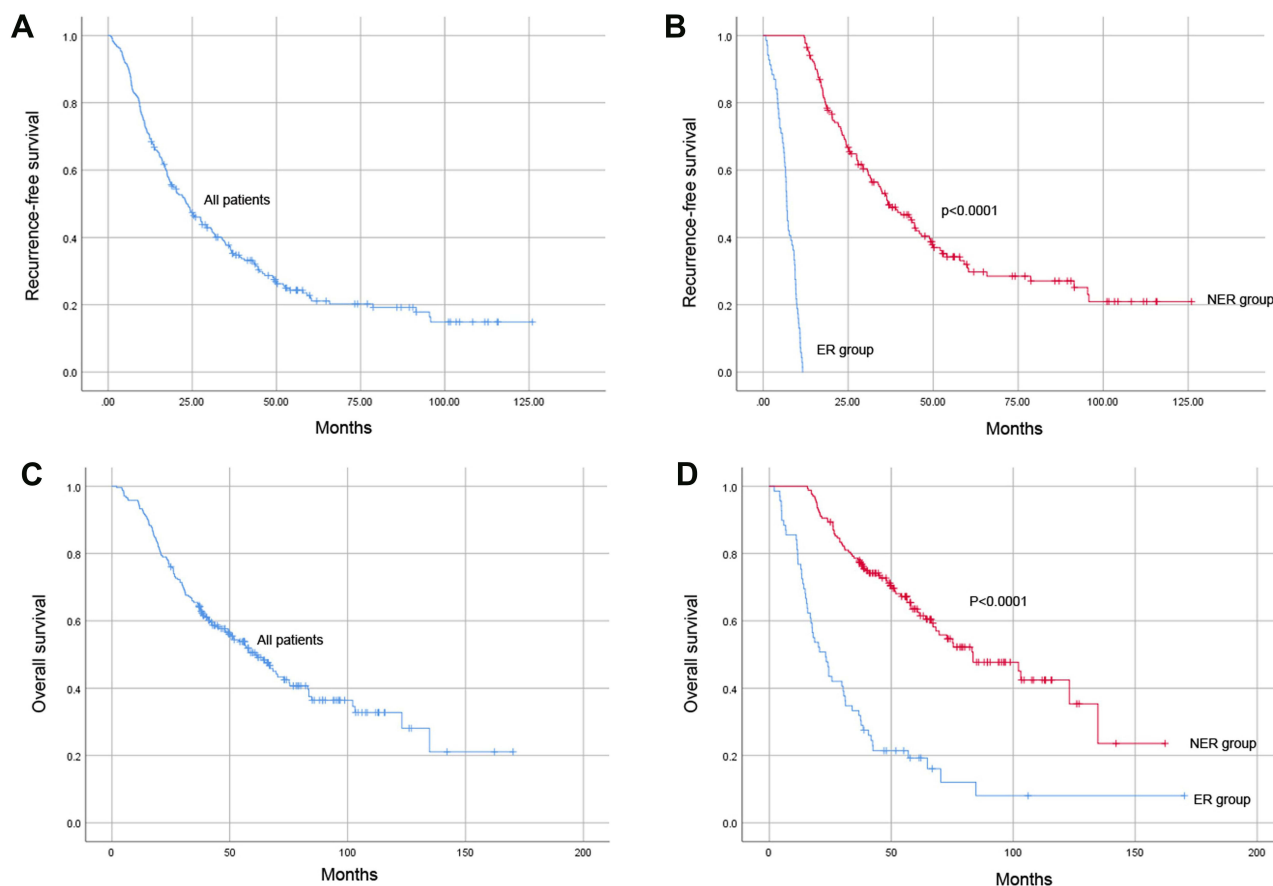 A
1.0
0.8
0.6
0.4
0.2
0.0
Recurrence-free survival
All patients
.00 25.00 50.00 75.00 100.00 125.00
Months
B
1.0
0.8
0.6
0.4
0.2
0.0
Recurrence-free survival
p<0.0001
NER group
ER group
.00 25.00 50.00 75.00 100.00 125.00
Months
C
1.0
0.8
0.6
0.4
0.2
0.0
Overall survival
All patients
0 50 100 150 200
Months
D
1.0
0.8
0.6
0.4
0.2
0.0
Overall survival
P<0.0001
NER group
ER group
0 50 100 150 200
Months